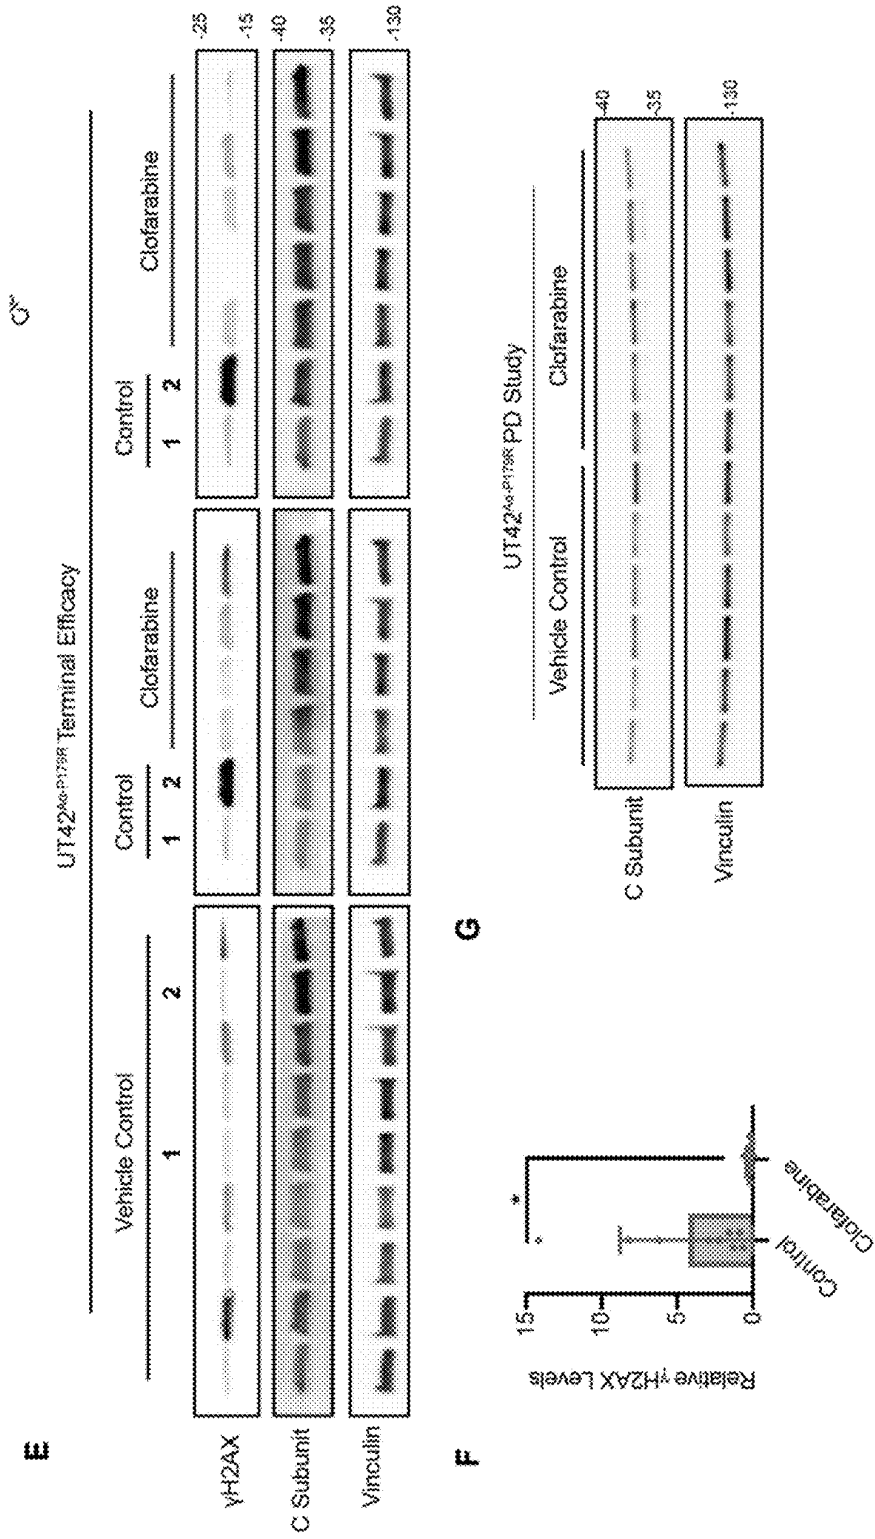 E
UT42ᴬᵅ⁻ᴾ¹⁷⁹ᴿ Terminal Efficacy
Vehicle Control
Control
Clofarabine
Control
Clofarabine
1 2
1 2
1 2
γH2AX
-25
-15
C Subunit
-40
-35
Vinculin
-130
F
Relative γH2AX Levels
15
10
5
0
*
Control
Clofarabine
G
UT42ᴬᵅ⁻ᴾ¹⁷⁹ᴿ PD Study
Vehicle Control
Clofarabine
C Subunit
-40
-35
Vinculin
-130